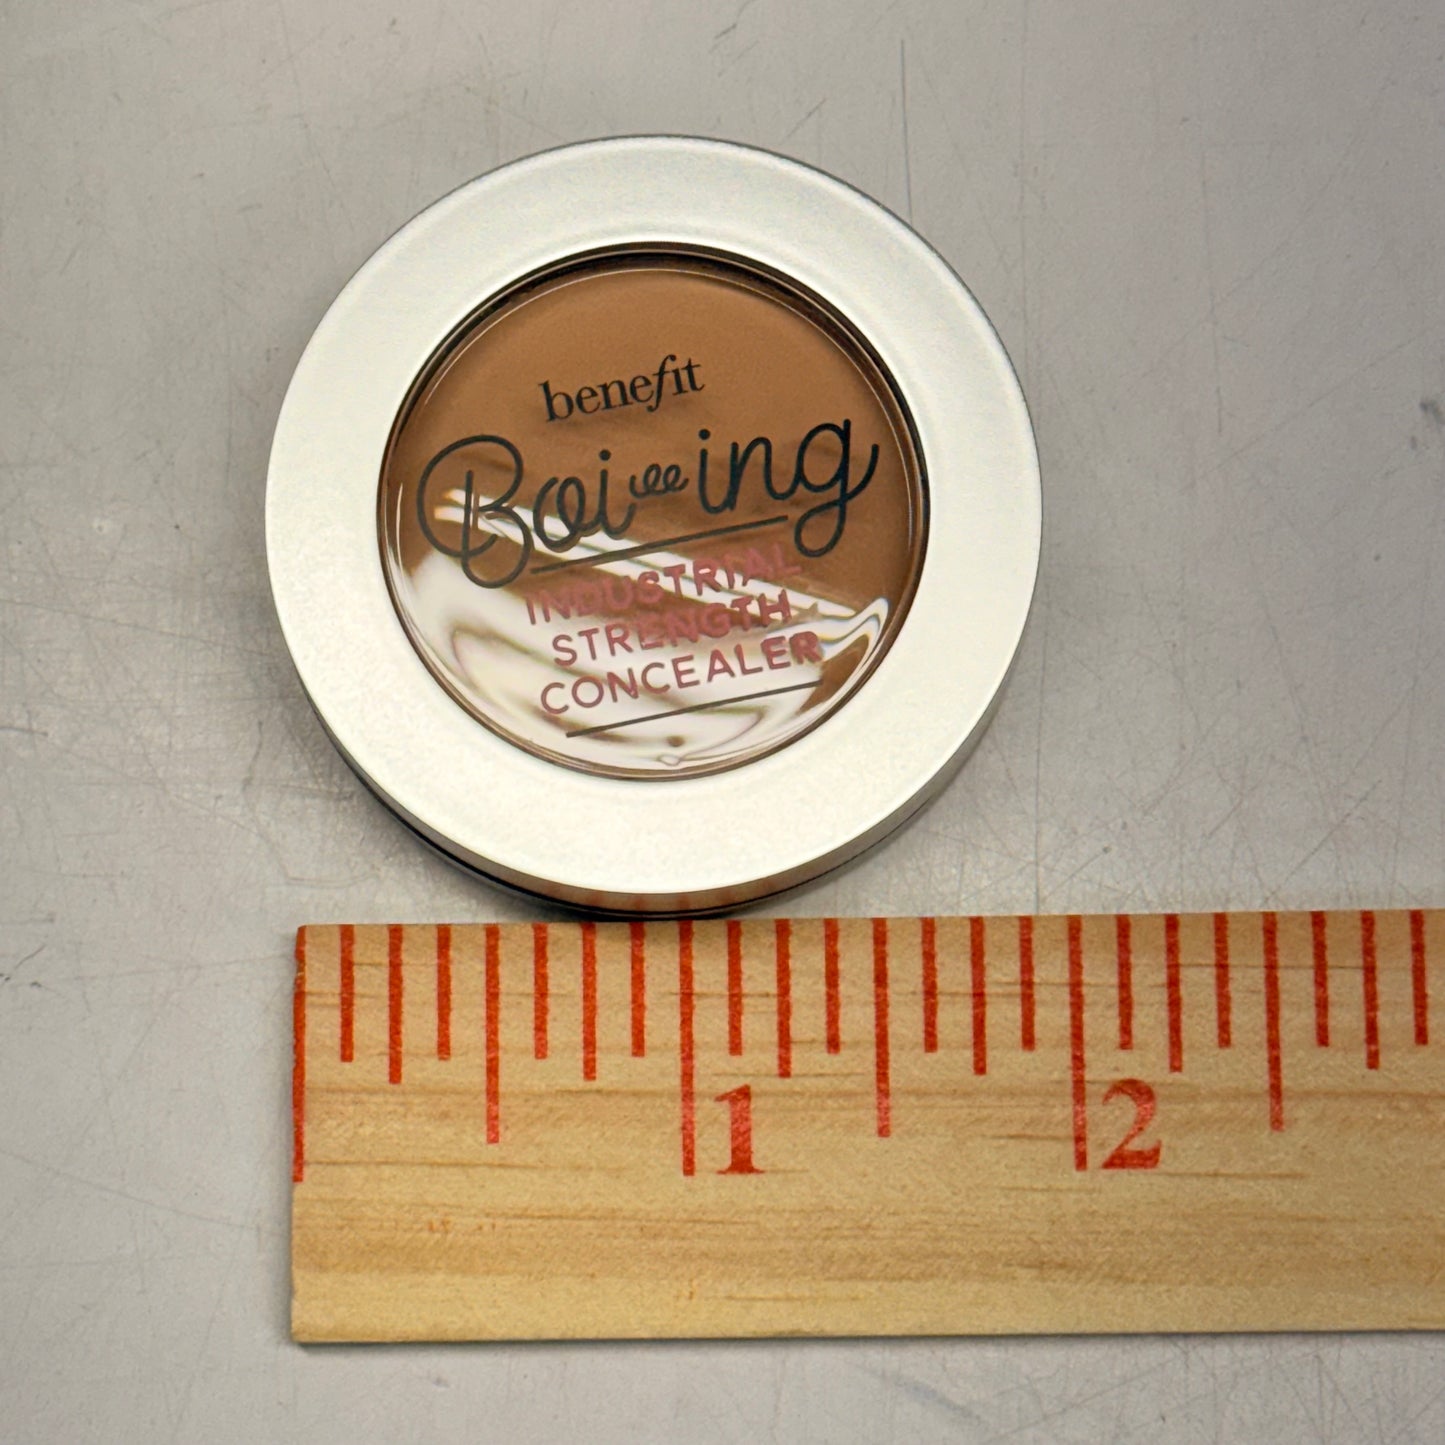 benefit
Boi ing
INDUSTRIAL
STRENGTH
CONCEALER
1 2